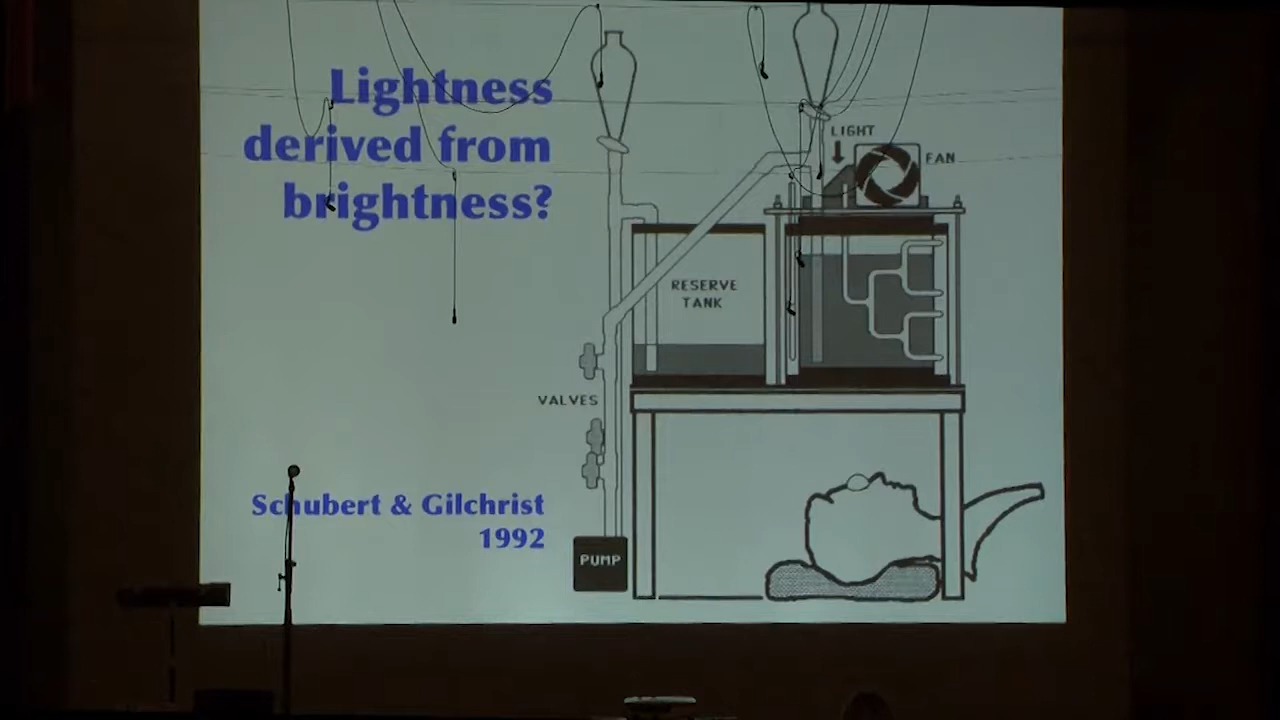 Lightness
derived from
brightness?
LIGHT
FAN
RESERVE
TANK
VALVES
Schubert & Gilchrist
1992
PUMP